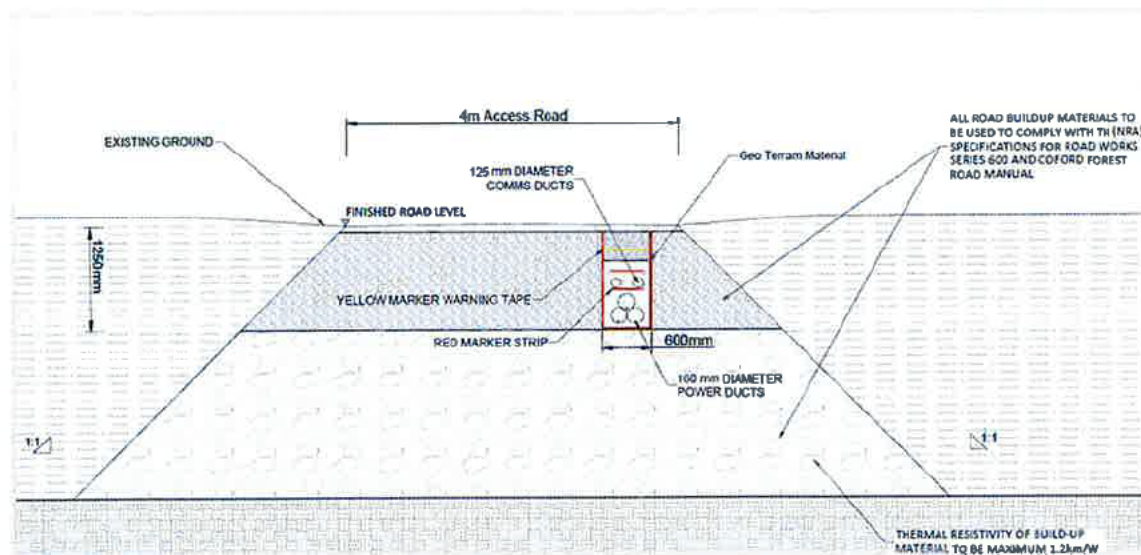 4m Access Road
ALL ROAD BUILDUP MATERIALS TO
BE USED TO COMPLY WITH TII (NRA)
SPECIFICATIONS FOR ROAD WORKS
SERIES 600 AND COFORD FOREST
ROAD MANUAL
EXISTING GROUND
Geo Terram Material
125 mm DIAMETER
COMMS DUCTS
FINISHED ROAD LEVEL
1250mm
YELLOW MARKER WARNING TAPE
RED MARKER STRIP
600mm
160 mm DIAMETER
POWER DUCTS
1:1
1:1
THERMAL RESISTIVITY OF BUILD-UP
MATERIAL TO BE MAXIMUM 1.2km/W